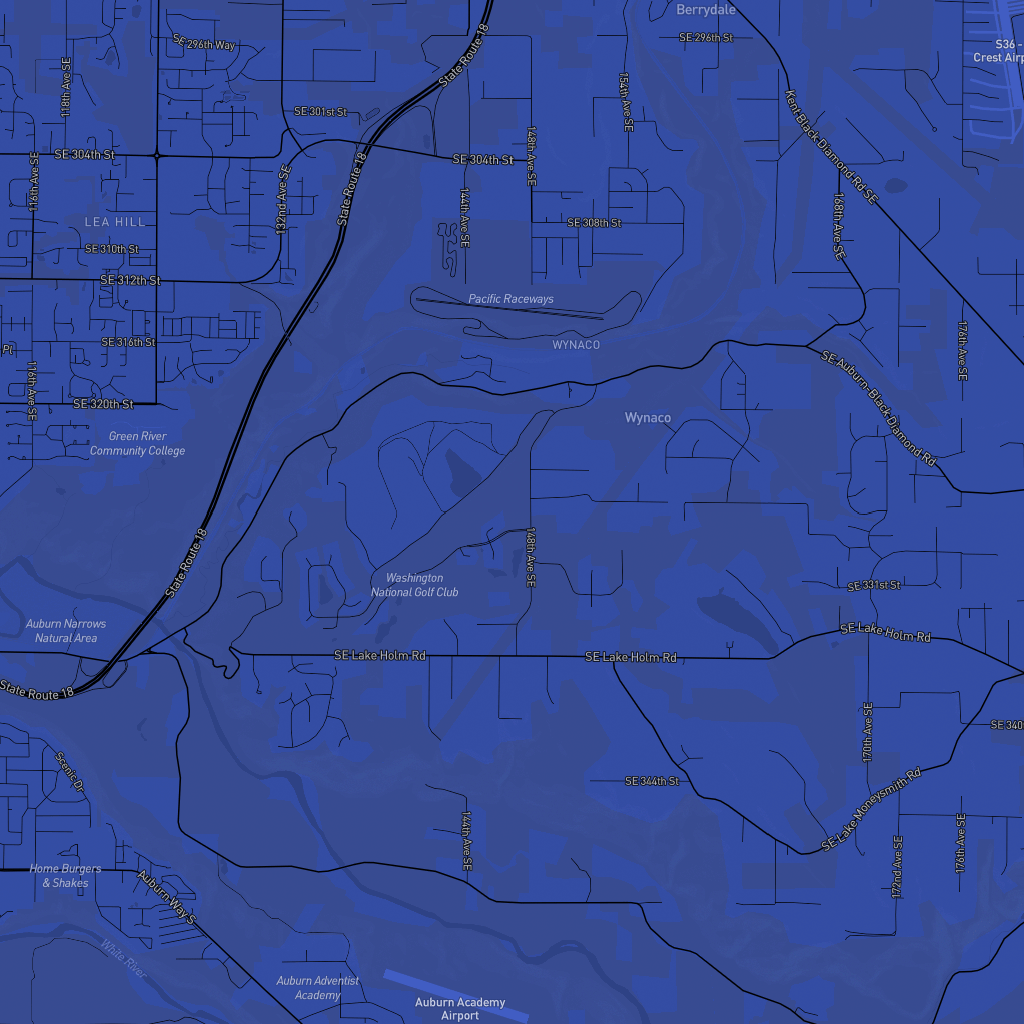 Berrydale
SE 296th Way
SE 296th St
S36 -
Crest Airp
118th Ave SE
State Route 18
154th Ave SE
SE 301st St
Kent Black Diamond Rd SE
SE 304th St
SE 304th St
148th Ave SE
116th Ave SE
132nd Ave SE
State Route 18
144th Ave SE
168th Ave SE
LEA HILL
SE 308th St
SE 310th St
SE 312th St
Pacific Raceways
SE 316th St
WYNACO
176th Ave SE
Pl
116th Ave SE
SE Auburn-Black Diamond Rd
SE 320th St
Wynaco
Green River
Community College
State Route 18
148th Ave SE
Washington
National Golf Club
SE 331st St
Auburn Narrows
Natural Area
SE Lake Holm Rd
SE Lake Holm Rd
SE Lake Holm Rd
State Route 18
170th Ave SE
SE 340
Scenic Dr
SE 344th St
SE Lake Moneysmith Rd
144th Ave SE
176th Ave SE
172nd Ave SE
Home Burgers
& Shakes
Auburn Way S
White River
Auburn Adventist
Academy
Auburn Academy
Airport